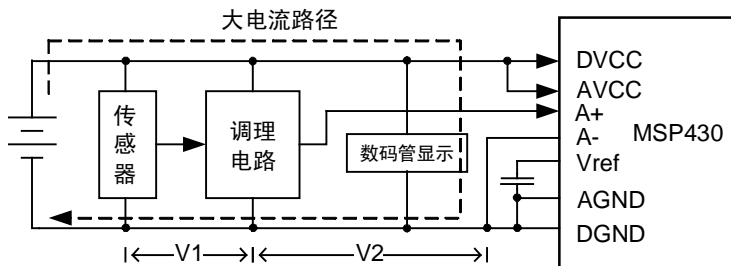 大电流路径
传感器
调理电路
数码管显示
DVCC
AVCC
A+
A-
MSP430
Vref
AGND
DGND
V1
V2